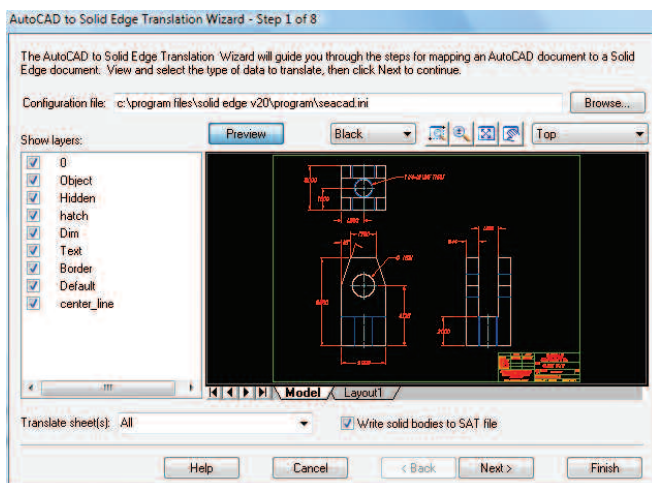 AutoCAD to Solid Edge Translation Wizard - Step 1 of 8
The AutoCAD to Solid Edge Translation Wizard will guide you through the steps for mapping an AutoCAD document to a Solid
Edge document. View and select the type of data to translate, then click Next to continue.
Configuration file: c:\program files\solid edge v20\program\seacad.ini Browse...
Show layers: Preview Black Top
0
Object
Hidden
hatch
Dim
Text
Border
Default
center_line
Model Layout1
Translate sheet(s): All Write solid bodies to SAT file
Help Cancel < Back Next > Finish